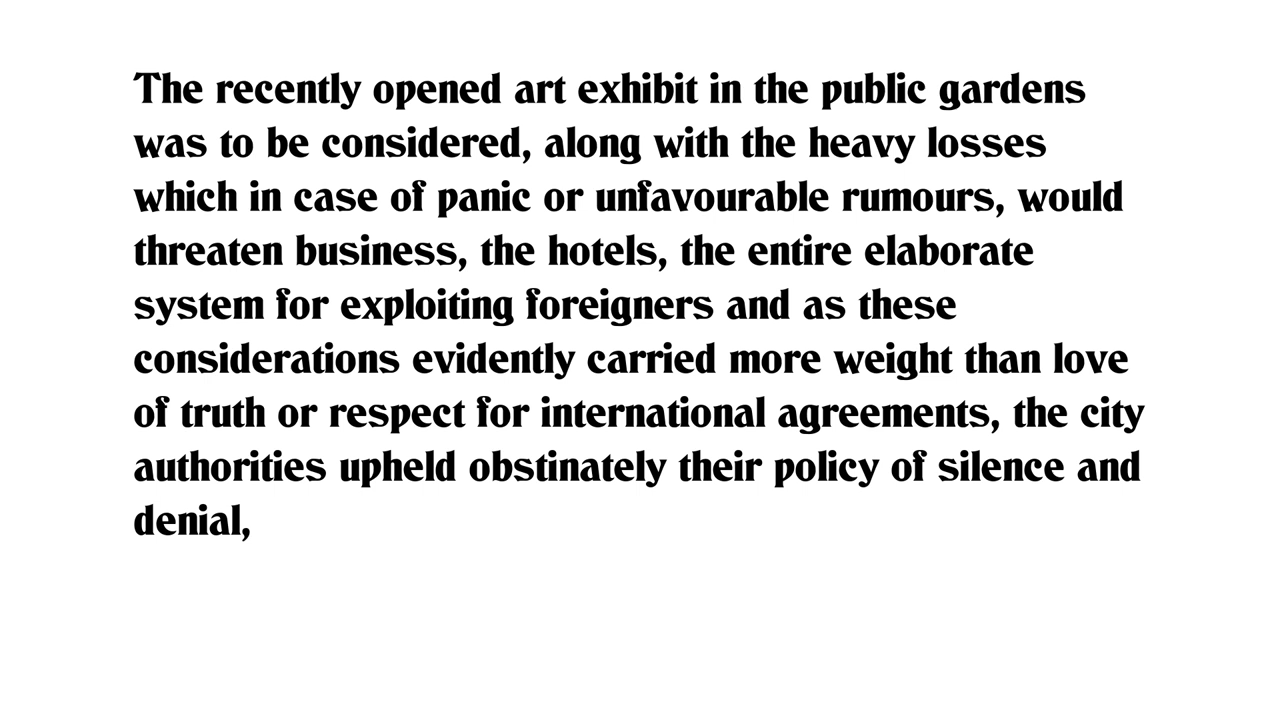 The recently opened art exhibit in the public gardens
was to be considered, along with the heavy losses
which in case of panic or unfavourable rumours, would
threaten business, the hotels, the entire elaborate
system for exploiting foreigners and as these
considerations evidently carried more weight than love
of truth or respect for international agreements, the city
authorities upheld obstinately their policy of silence and
denial,